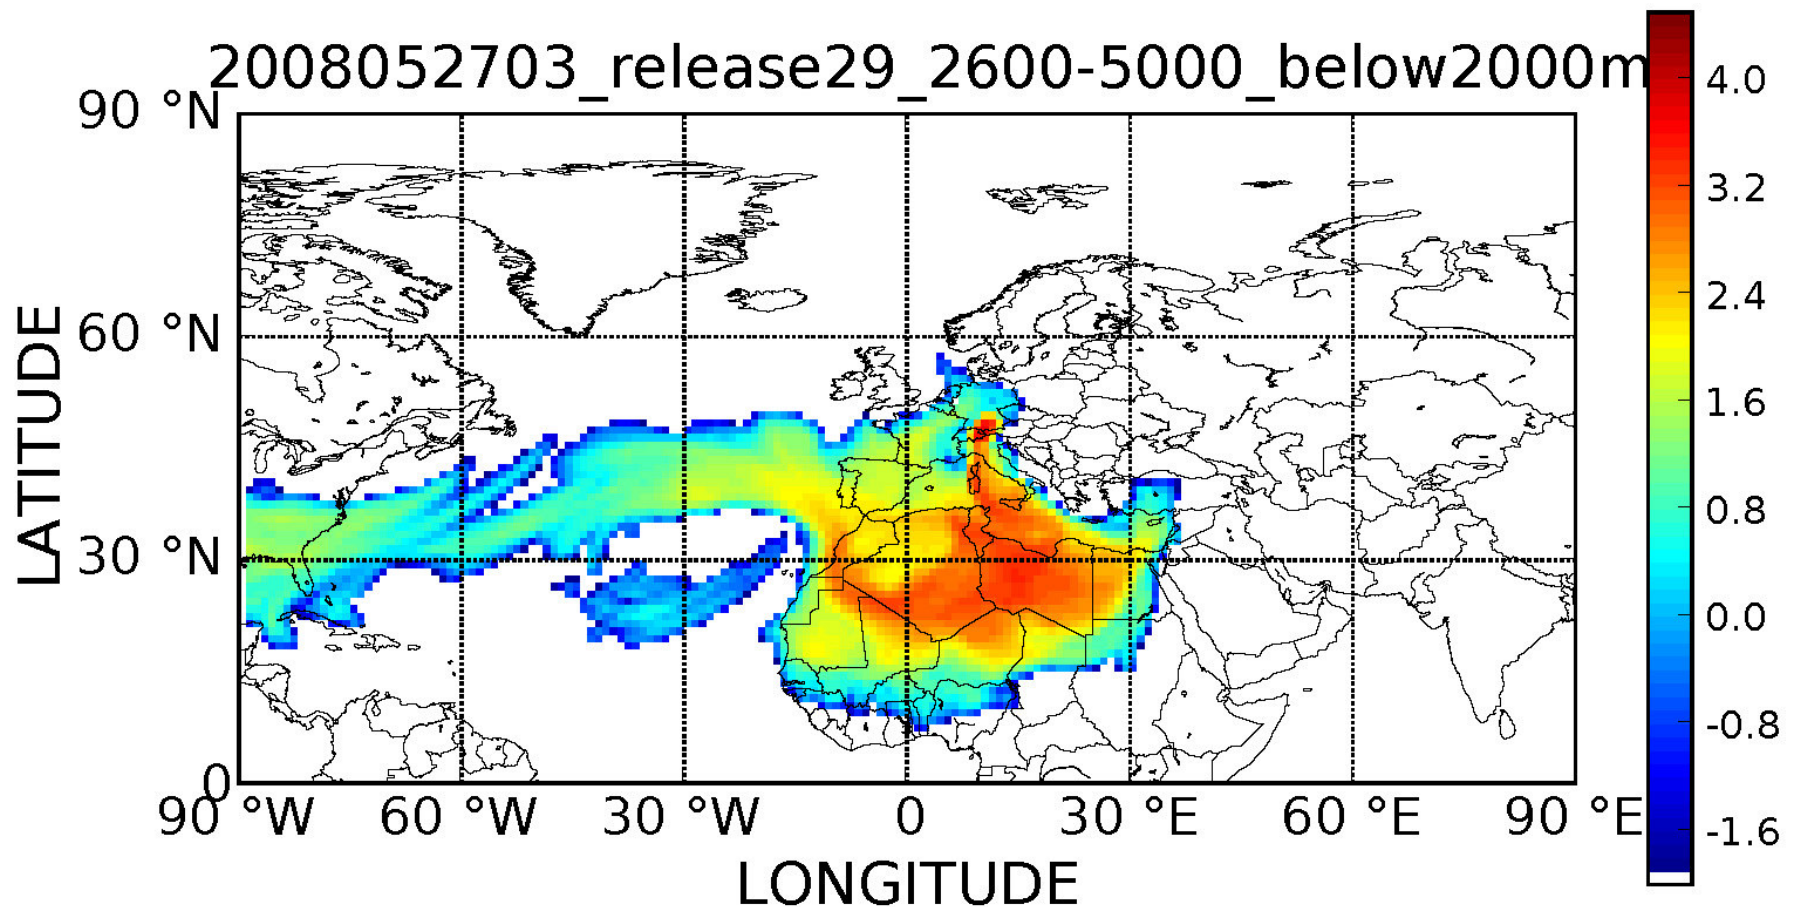 2008052703_release29_2600-5000_below2000m
90 °N
60 °N
30 °N
0
LATITUDE
90 °W
60 °W
30 °W
0
30 °E
60 °E
90 °E
LONGITUDE
4.0
3.2
2.4
1.6
0.8
0.0
-0.8
-1.6